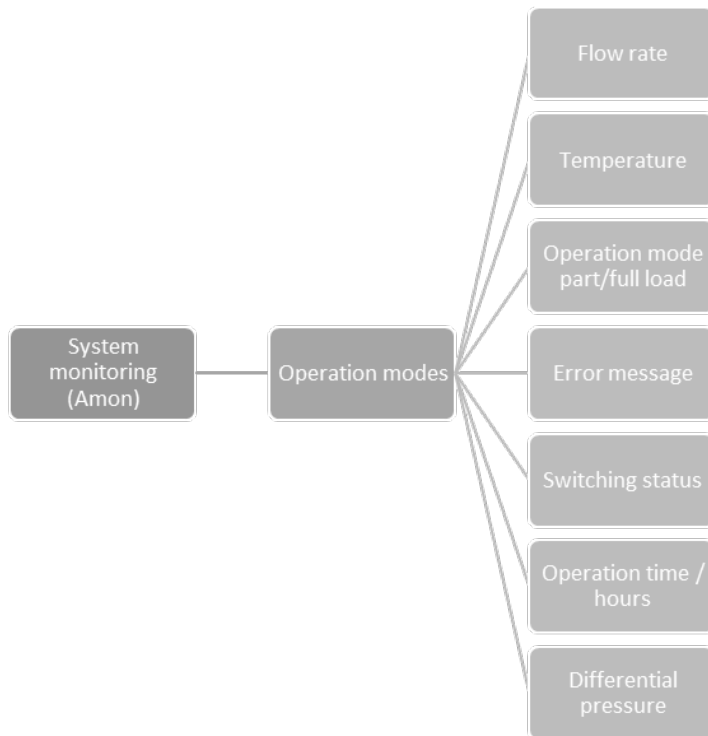 System
monitoring
(Amon)
Operation modes
Flow rate
Temperature
Operation mode
part/full load
Error message
Switching status
Operation time /
hours
Differential
pressure